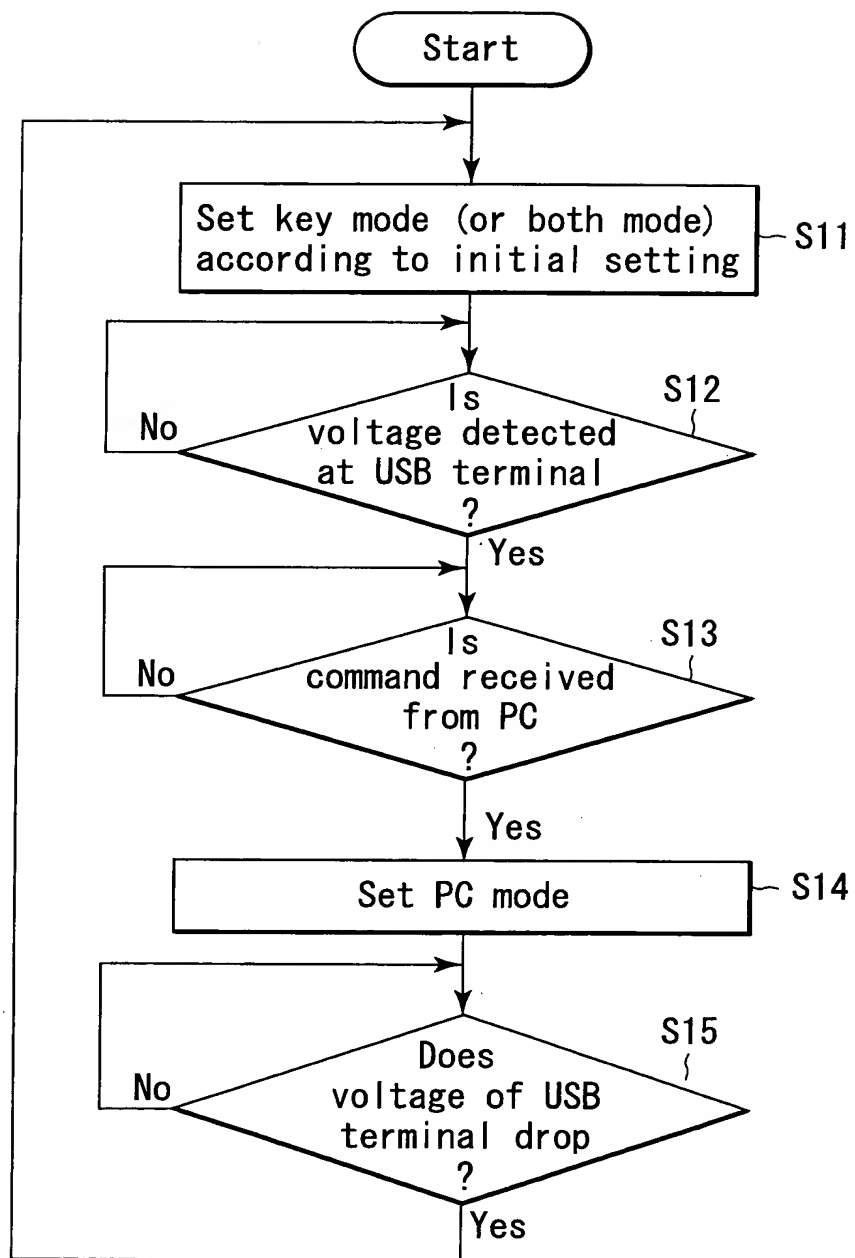 Start
Set key mode (or both mode)
according to initial setting
S11
Is
voltage detected
at USB terminal
?
S12
No
Yes
Is
command received
from PC
?
S13
No
Yes
Set PC mode
S14
Does
voltage of USB
terminal drop
?
S15
No
Yes